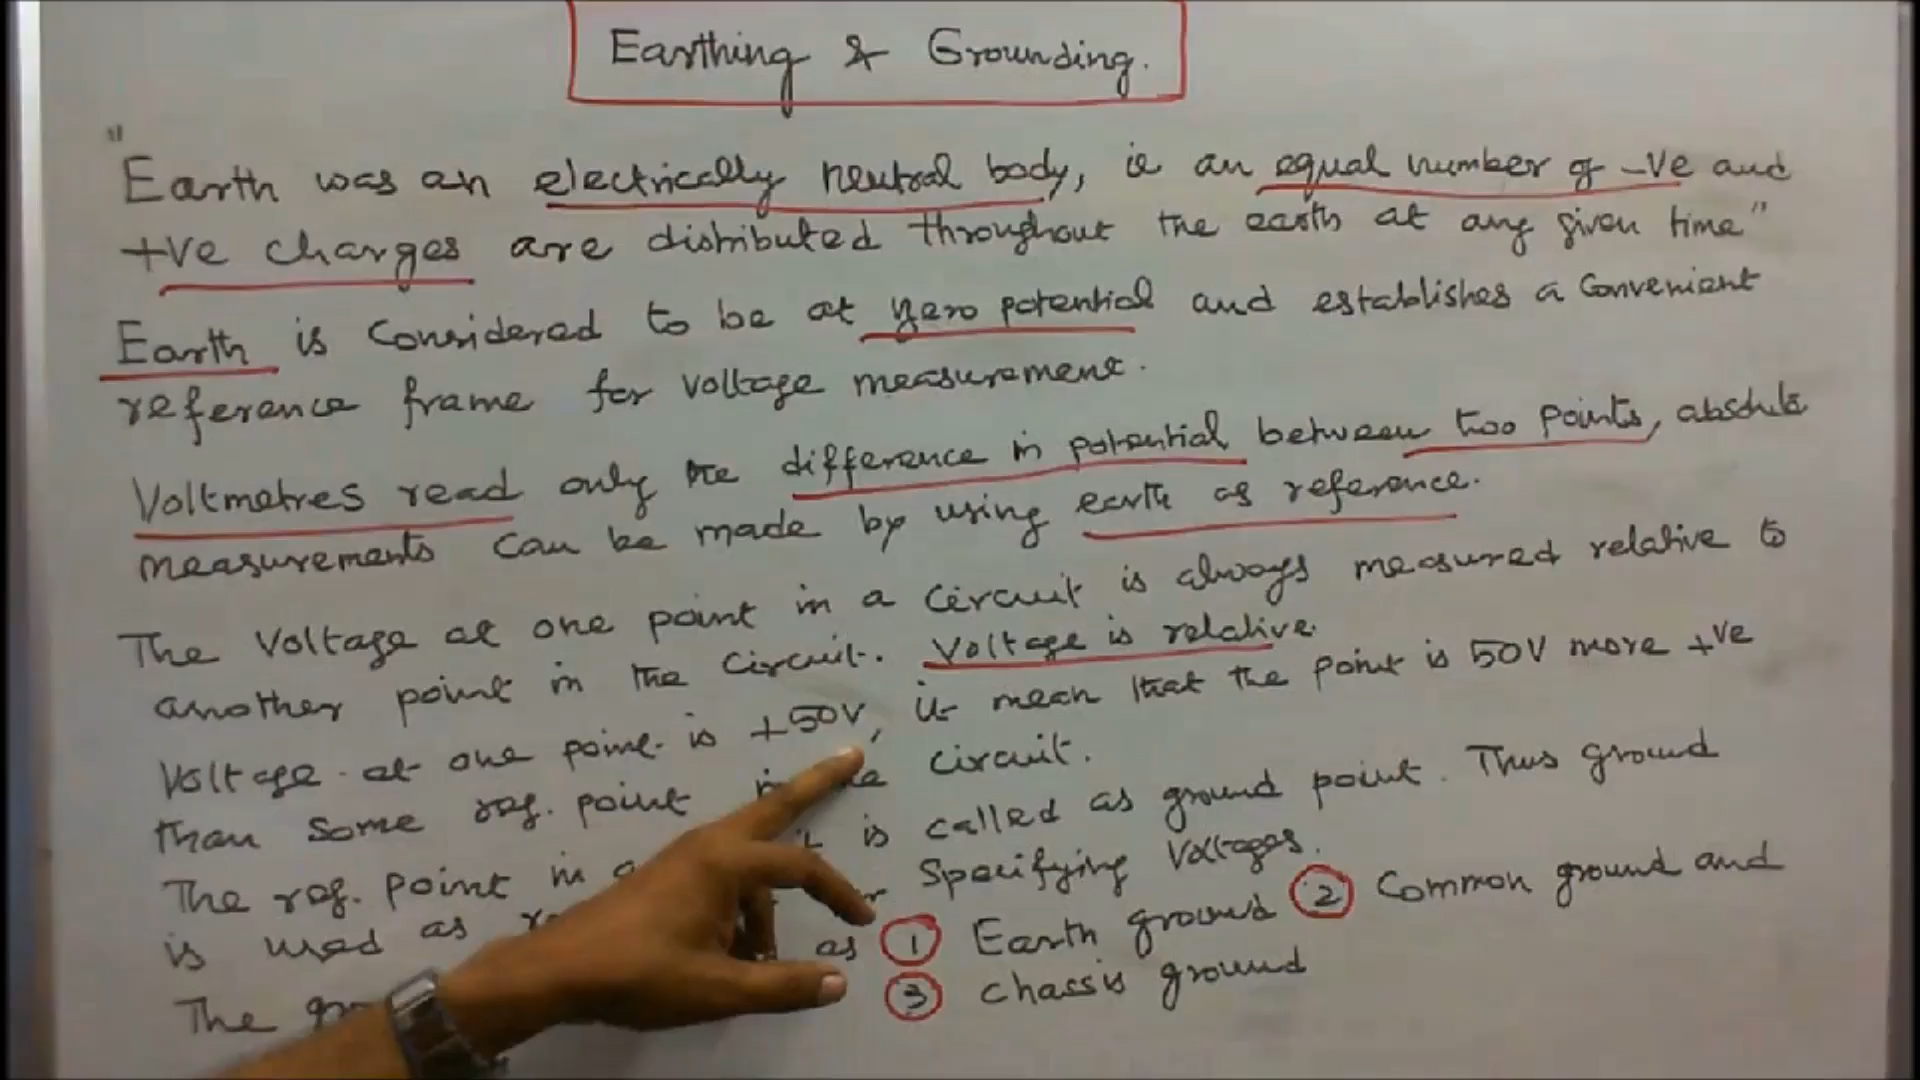 Earthing & Grounding.
"Earth was an electrically neutral body, ie an equal number of -ve and
+ve charges are distributed throughout the earth at any given time"
Earth is Considered to be at zero potential and establishes a Convenient
reference frame for voltage measurement.
Voltmetres read only the difference in potential between two points, absolute
measurements can be made by using earth as reference.
The Voltage at one point in a circuit is always measured relative to
another point in the circuit. Voltage is relative.
Voltage at one point is +50V, it mean that the point is 50V more +ve
than some ref. point in the circuit.
The ref. point in a is called as ground point. Thus ground
is used as Specifying Voltages.
The as 1 Earth ground 2 Common ground and
3 chassis ground